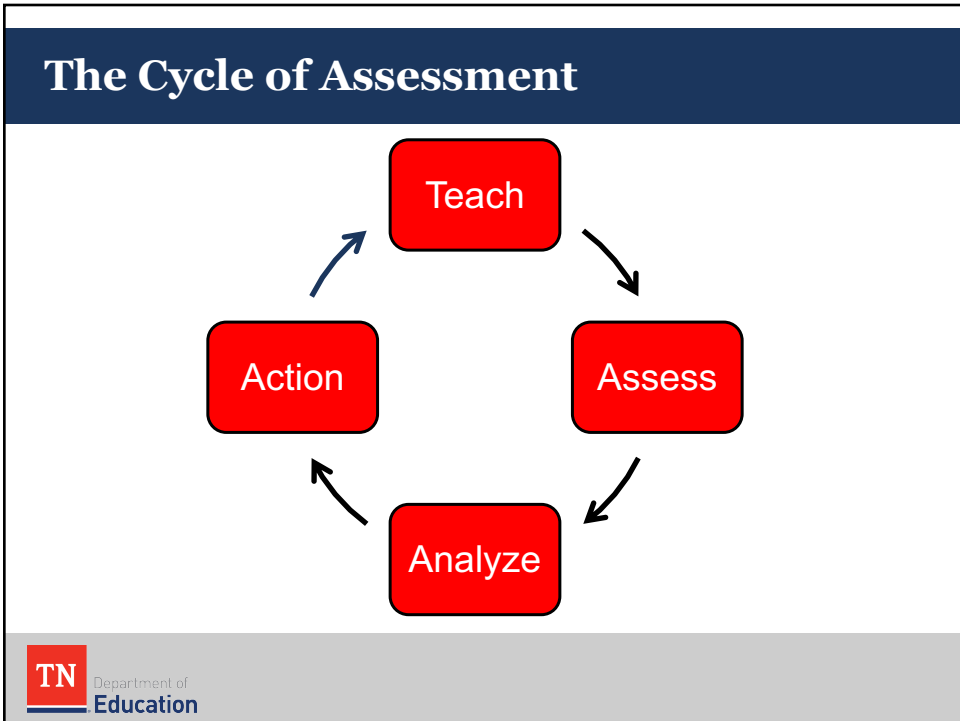 The Cycle of Assessment
Teach
Action
Assess
Analyze
TN
Department of
Education